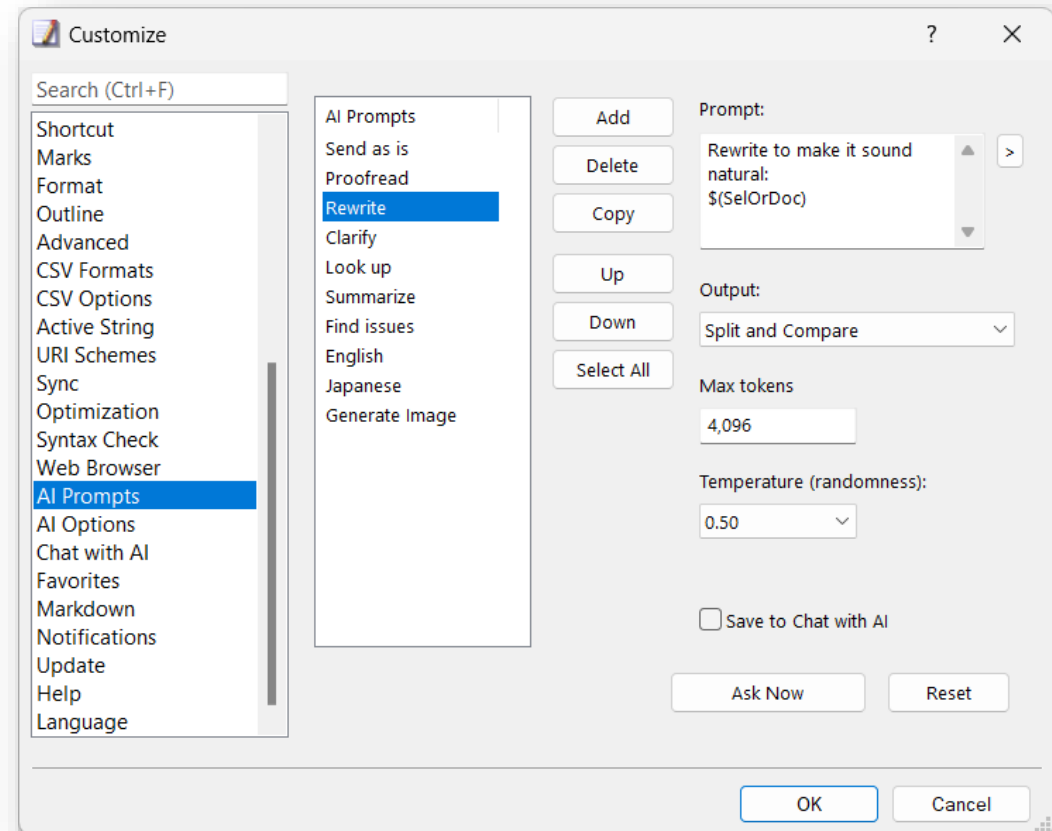 Customize
?
Search (Ctrl+F)
Shortcut
Marks
Format
Outline
Advanced
CSV Formats
CSV Options
Active String
URI Schemes
Sync
Optimization
Syntax Check
Web Browser
AI Prompts
AI Options
Chat with AI
Favorites
Markdown
Notifications
Update
Help
Language
AI Prompts
Send as is
Proofread
Rewrite
Clarify
Look up
Summarize
Find issues
English
Japanese
Generate Image
Add
Delete
Copy
Up
Down
Select All
Prompt:
Rewrite to make it sound
natural:
$(SelOrDoc)
>
Output:
Split and Compare
Max tokens
4,096
Temperature (randomness):
0.50
Save to Chat with AI
Ask Now
Reset
OK
Cancel